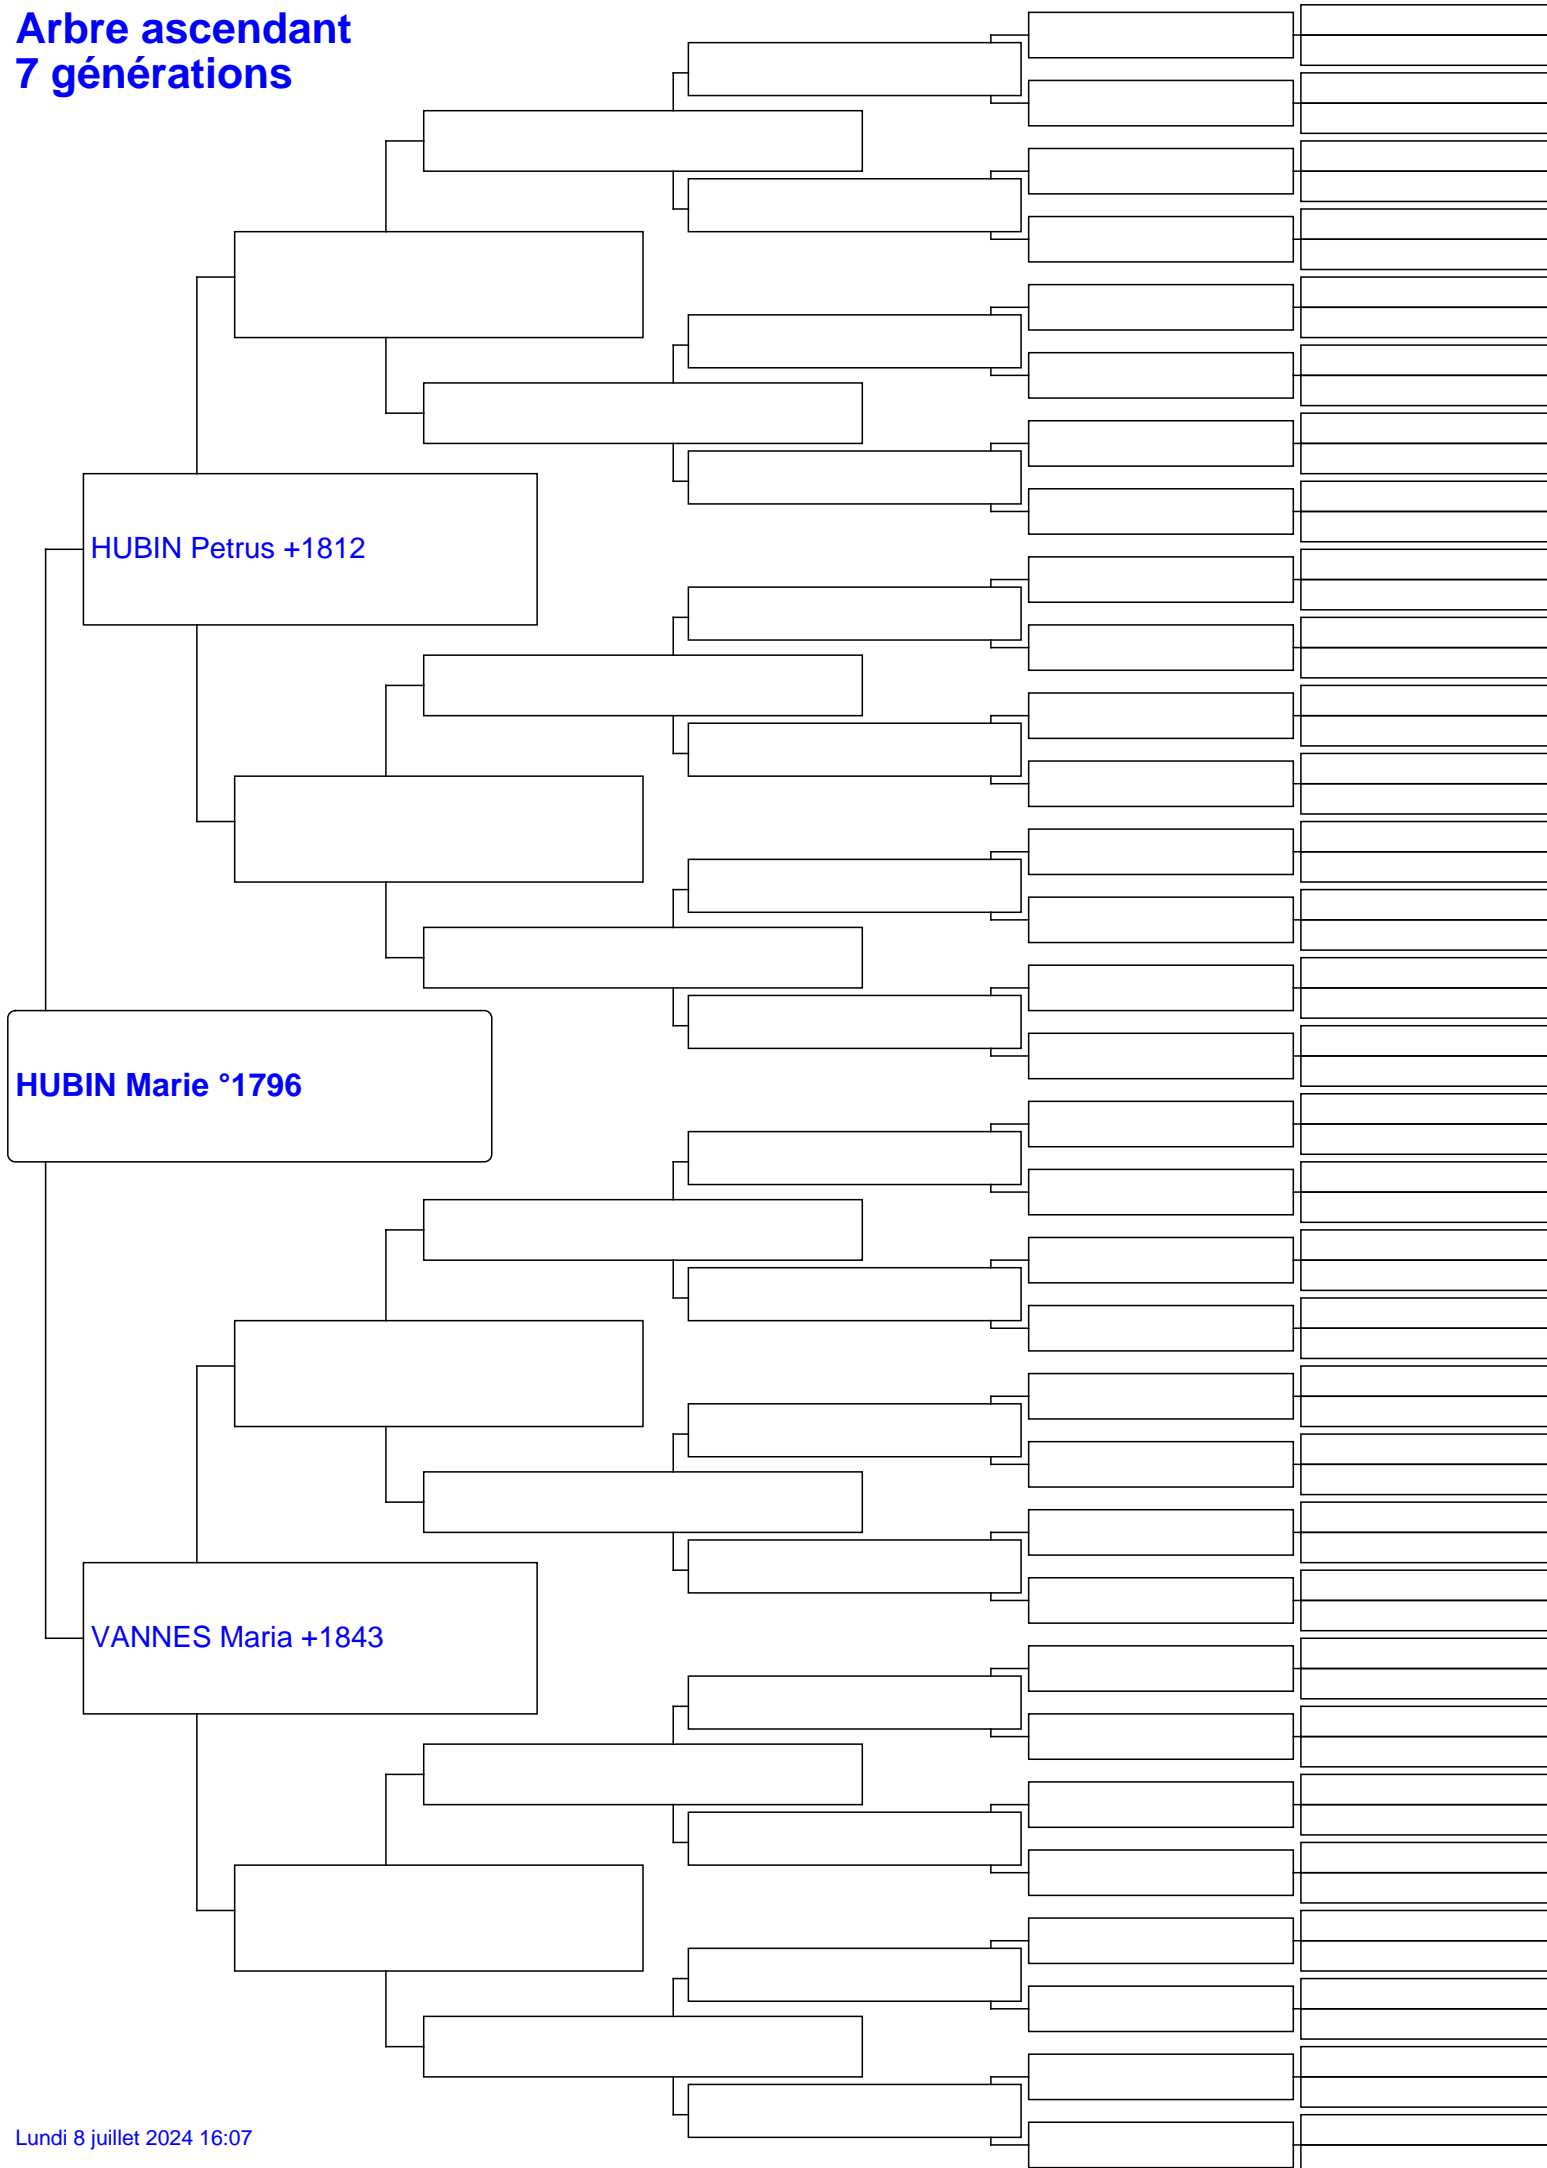 Arbre ascendant
7 générations
HUBIN Petrus +1812
HUBIN Marie °1796
VANNES Maria +1843
Lundi 8 juillet 2024 16:07